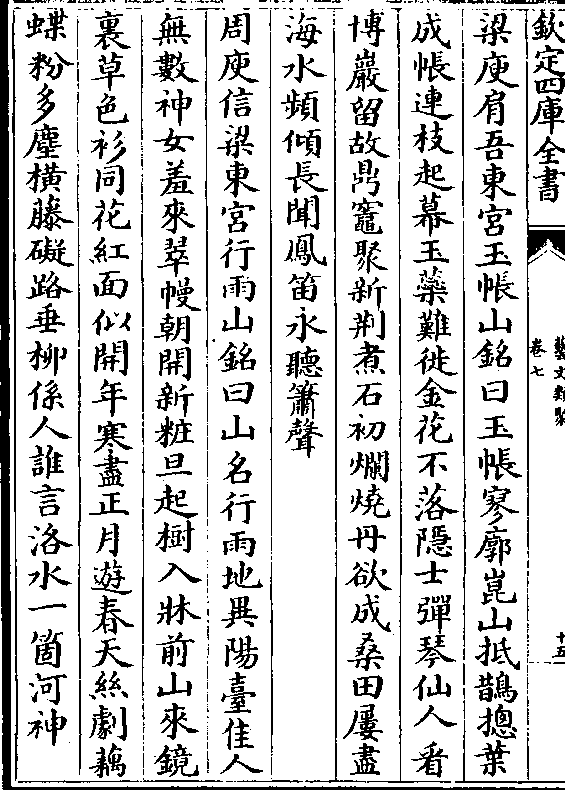 欽定四庫全書
藝文類聚
卷七
十五
梁庾肩吾東宮玉帳山銘曰玉帳寥廓崑山抵鵲摠葉
成帳連枝起幕玉藥難徙金花不落隱士彈琴仙人看
博巖留故鼎竈聚新荆煮石初爛燒丹欲成桑田屢盡
海水頻傾長聞鳳笛永聽簫聲
周庾信梁東宮行雨山銘曰山名行雨地異陽臺佳人
無數神女羞來翠幔朝開新粧旦起樹入牀前山來鏡
裏草色衫同花紅面似開年寒盡正月遊春天絲劇藕
蝶粉多塵橫藤礙路垂柳係人誰言洛水一箇河神